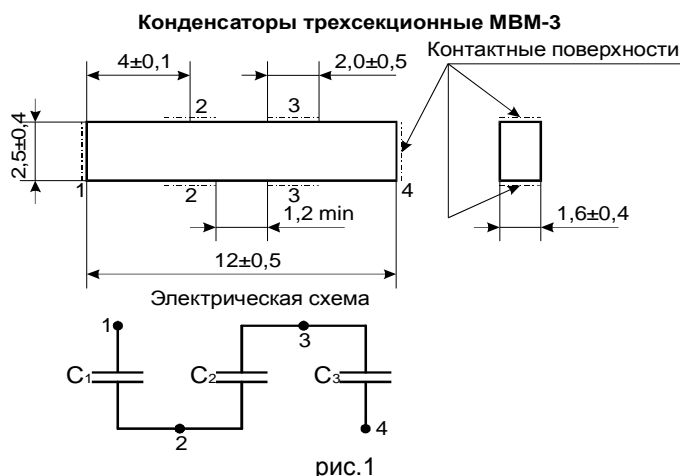 Конденсаторы трехсекционные МВМ-3
Контактные поверхности
4±0,1
2,0±0,5
2
3
2,5±0,4
1
2
3
4
1,2 min
1,6±0,4
12±0,5
Электрическая схема
1
3
C1
C2
C3
2
4
рис.1